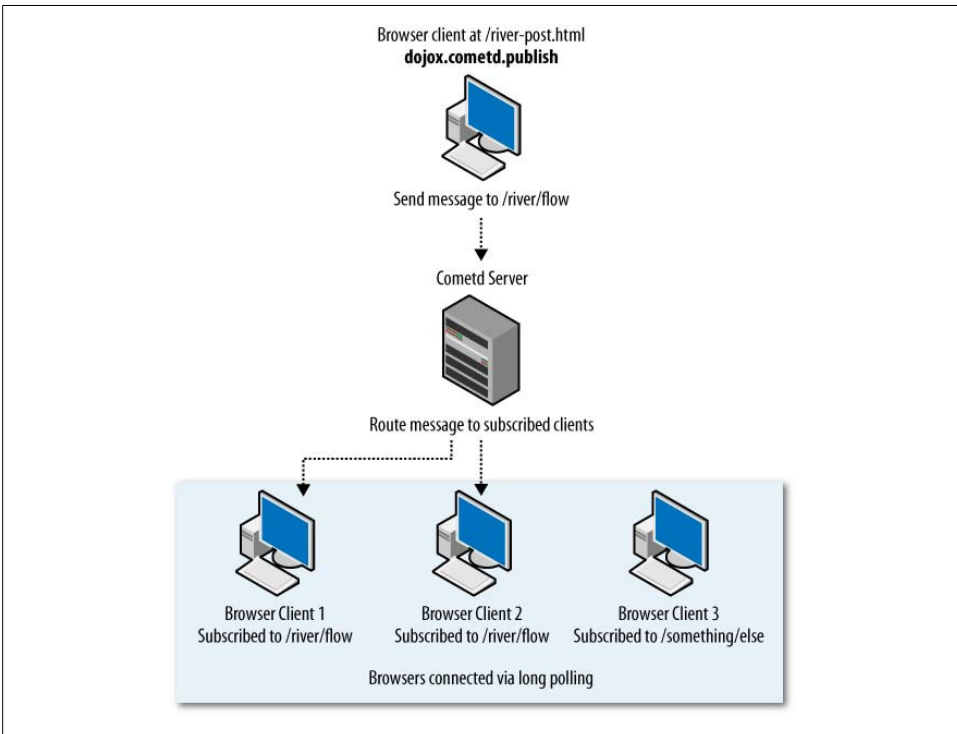 Browser client at /river-post.html
dojox.cometd.publish
Send message to /river/flow
Cometd Server
Route message to subscribed clients
Browser Client 1
Subscribed to /river/flow
Browser Client 2
Subscribed to /river/flow
Browser Client 3
Subscribed to /something/else
Browsers connected via long polling